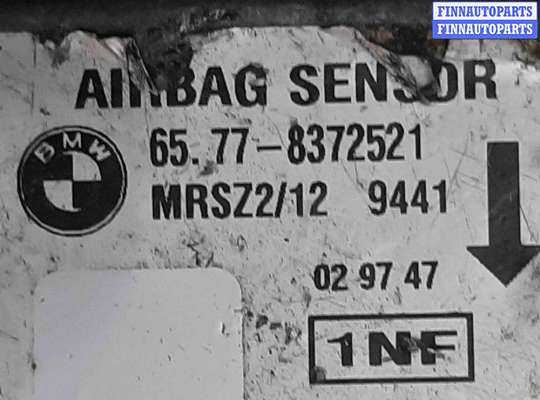 FINNAUTOPARTS
FINNAUTOPARTS
AIRBAG SENSOR
BMW
65.77-8372521
MRSZ2/12 9441
02 97 47
1NF